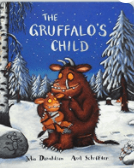 THE
GRUFFALO'S
CHILD
Julia Donaldson Axel Scheffler